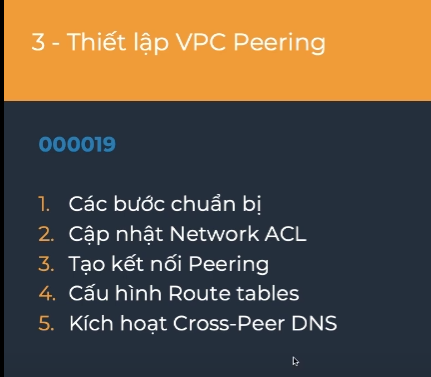 3 - Thiết lập VPC Peering
000019
1. Các bước chuẩn bị
2. Cập nhật Network ACL
3. Tạo kết nối Peering
4. Cấu hình Route tables
5. Kích hoạt Cross-Peer DNS